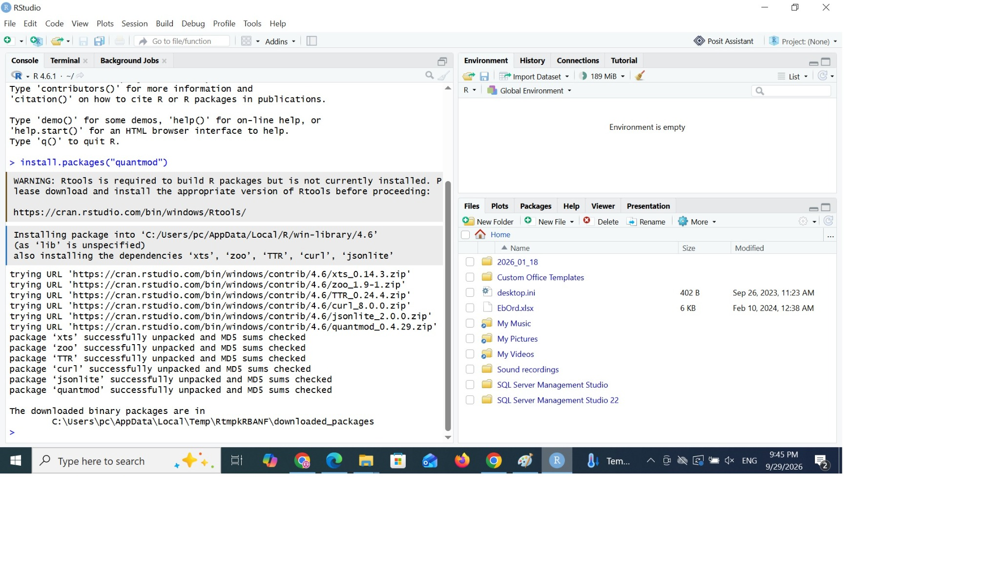 RStudio
File Edit Code View Plots Session Build Debug Profile Tools Help
Go to file/function
Addins
Posit Assistant
Project: (None)
Console Terminal Background Jobs
R 4.6.1 · ~/
Type 'contributors()' for more information and
'citation()' on how to cite R or R packages in publications.
Type 'demo()' for some demos, 'help()' for on-line help, or
'help.start()' for an HTML browser interface to help.
Type 'q()' to quit R.
> install.packages("quantmod")
WARNING: Rtools is required to build R packages but is not currently installed. P
lease download and install the appropriate version of Rtools before proceeding:
https://cran.rstudio.com/bin/windows/Rtools/
Installing package into ‘C:/Users/pc/AppData/Local/R/win-library/4.6’
(as ‘lib’ is unspecified)
also installing the dependencies ‘xts’, ‘zoo’, ‘TTR’, ‘curl’, ‘jsonlite’
trying URL 'https://cran.rstudio.com/bin/windows/contrib/4.6/xts_0.14.3.zip'
trying URL 'https://cran.rstudio.com/bin/windows/contrib/4.6/zoo_1.9-1.zip'
trying URL 'https://cran.rstudio.com/bin/windows/contrib/4.6/TTR_0.24.4.zip'
trying URL 'https://cran.rstudio.com/bin/windows/contrib/4.6/curl_8.0.0.zip'
trying URL 'https://cran.rstudio.com/bin/windows/contrib/4.6/jsonlite_2.0.0.zip'
trying URL 'https://cran.rstudio.com/bin/windows/contrib/4.6/quantmod_0.4.29.zip'
package ‘xts’ successfully unpacked and MD5 sums checked
package ‘zoo’ successfully unpacked and MD5 sums checked
package ‘TTR’ successfully unpacked and MD5 sums checked
package ‘curl’ successfully unpacked and MD5 sums checked
package ‘jsonlite’ successfully unpacked and MD5 sums checked
package ‘quantmod’ successfully unpacked and MD5 sums checked
The downloaded binary packages are in
C:\Users\pc\AppData\Local\Temp\RtmpkRBANF\downloaded_packages
>
Environment History Connections Tutorial
Import Dataset 189 MiB List
R Global Environment
Environment is empty
Files Plots Packages Help Viewer Presentation
New Folder New File Delete Rename More
Home ...
Name Size Modified
2026_01_18
Custom Office Templates
desktop.ini 402 B Sep 26, 2023, 11:23 AM
EbOrd.xlsx 6 KB Feb 10, 2024, 12:38 AM
My Music
My Pictures
My Videos
Sound recordings
SQL Server Management Studio
SQL Server Management Studio 22
Type here to search
Tem...
ENG
9:45 PM
9/29/2026
2